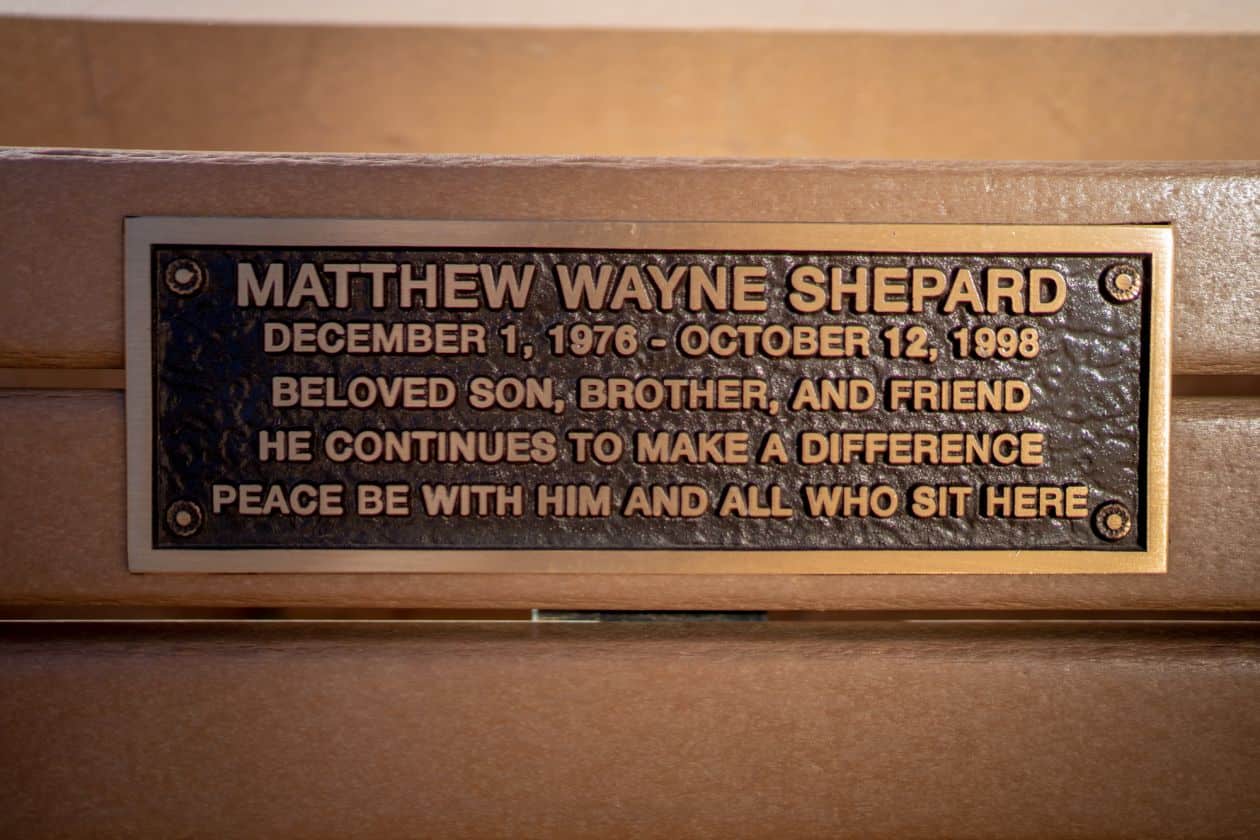 MATTHEW WAYNE SHEPARD
DECEMBER 1, 1976 - OCTOBER 12, 1998
BELOVED SON, BROTHER, AND FRIEND
HE CONTINUES TO MAKE A DIFFERENCE
PEACE BE WITH HIM AND ALL WHO SIT HERE